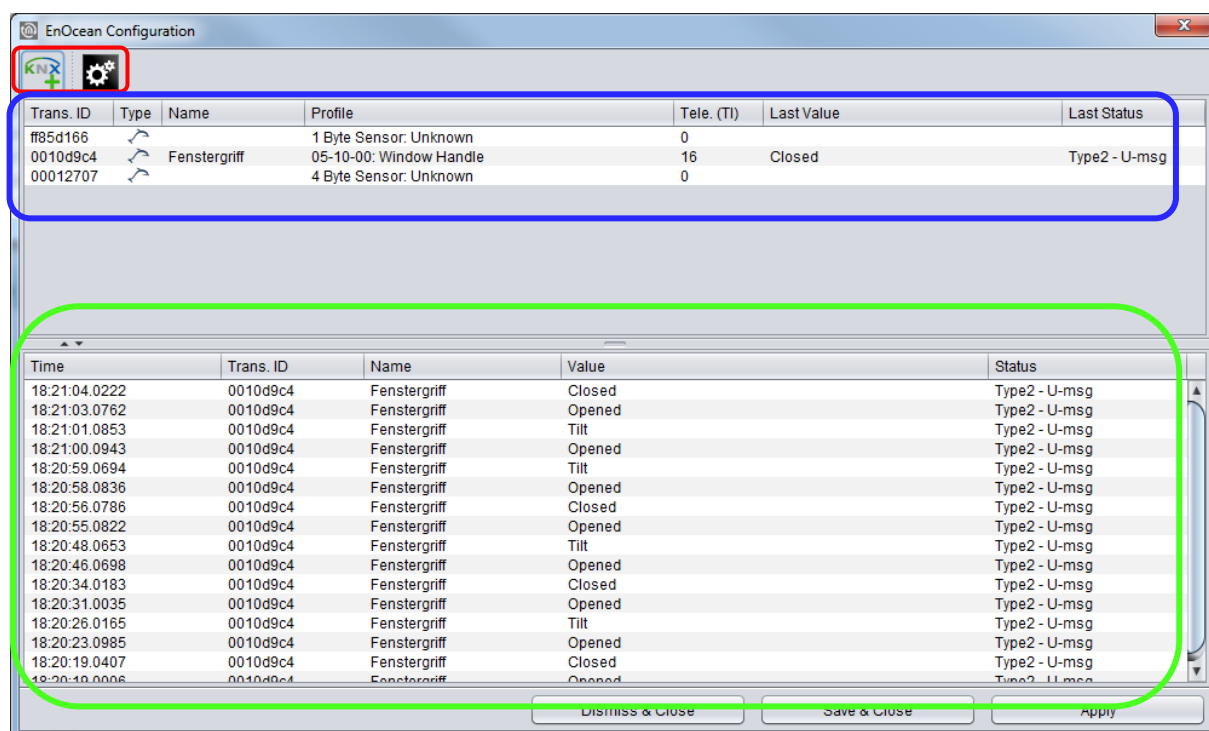 EnOcean Configuration
KNX
Trans. ID Type Name Profile Tele. (TI) Last Value Last Status
ff85d166 1 Byte Sensor: Unknown 0
0010d9c4 Fenstergriff 05-10-00: Window Handle 16 Closed Type2 - U-msg
00012707 4 Byte Sensor: Unknown 0
Time Trans. ID Name Value Status
18:21:04.0222 0010d9c4 Fenstergriff Closed Type2 - U-msg
18:21:03.0762 0010d9c4 Fenstergriff Opened Type2 - U-msg
18:21:01.0853 0010d9c4 Fenstergriff Tilt Type2 - U-msg
18:21:00.0943 0010d9c4 Fenstergriff Opened Type2 - U-msg
18:20:59.0694 0010d9c4 Fenstergriff Tilt Type2 - U-msg
18:20:58.0836 0010d9c4 Fenstergriff Opened Type2 - U-msg
18:20:56.0786 0010d9c4 Fenstergriff Closed Type2 - U-msg
18:20:55.0822 0010d9c4 Fenstergriff Opened Type2 - U-msg
18:20:48.0653 0010d9c4 Fenstergriff Tilt Type2 - U-msg
18:20:46.0698 0010d9c4 Fenstergriff Opened Type2 - U-msg
18:20:34.0183 0010d9c4 Fenstergriff Closed Type2 - U-msg
18:20:31.0035 0010d9c4 Fenstergriff Opened Type2 - U-msg
18:20:26.0165 0010d9c4 Fenstergriff Tilt Type2 - U-msg
18:20:23.0985 0010d9c4 Fenstergriff Opened Type2 - U-msg
18:20:19.0407 0010d9c4 Fenstergriff Closed Type2 - U-msg
18:20:19.0006 0010d9c4 Fenstergriff Opened Type2 - U-msg
Dismiss & Close Save & Close Apply